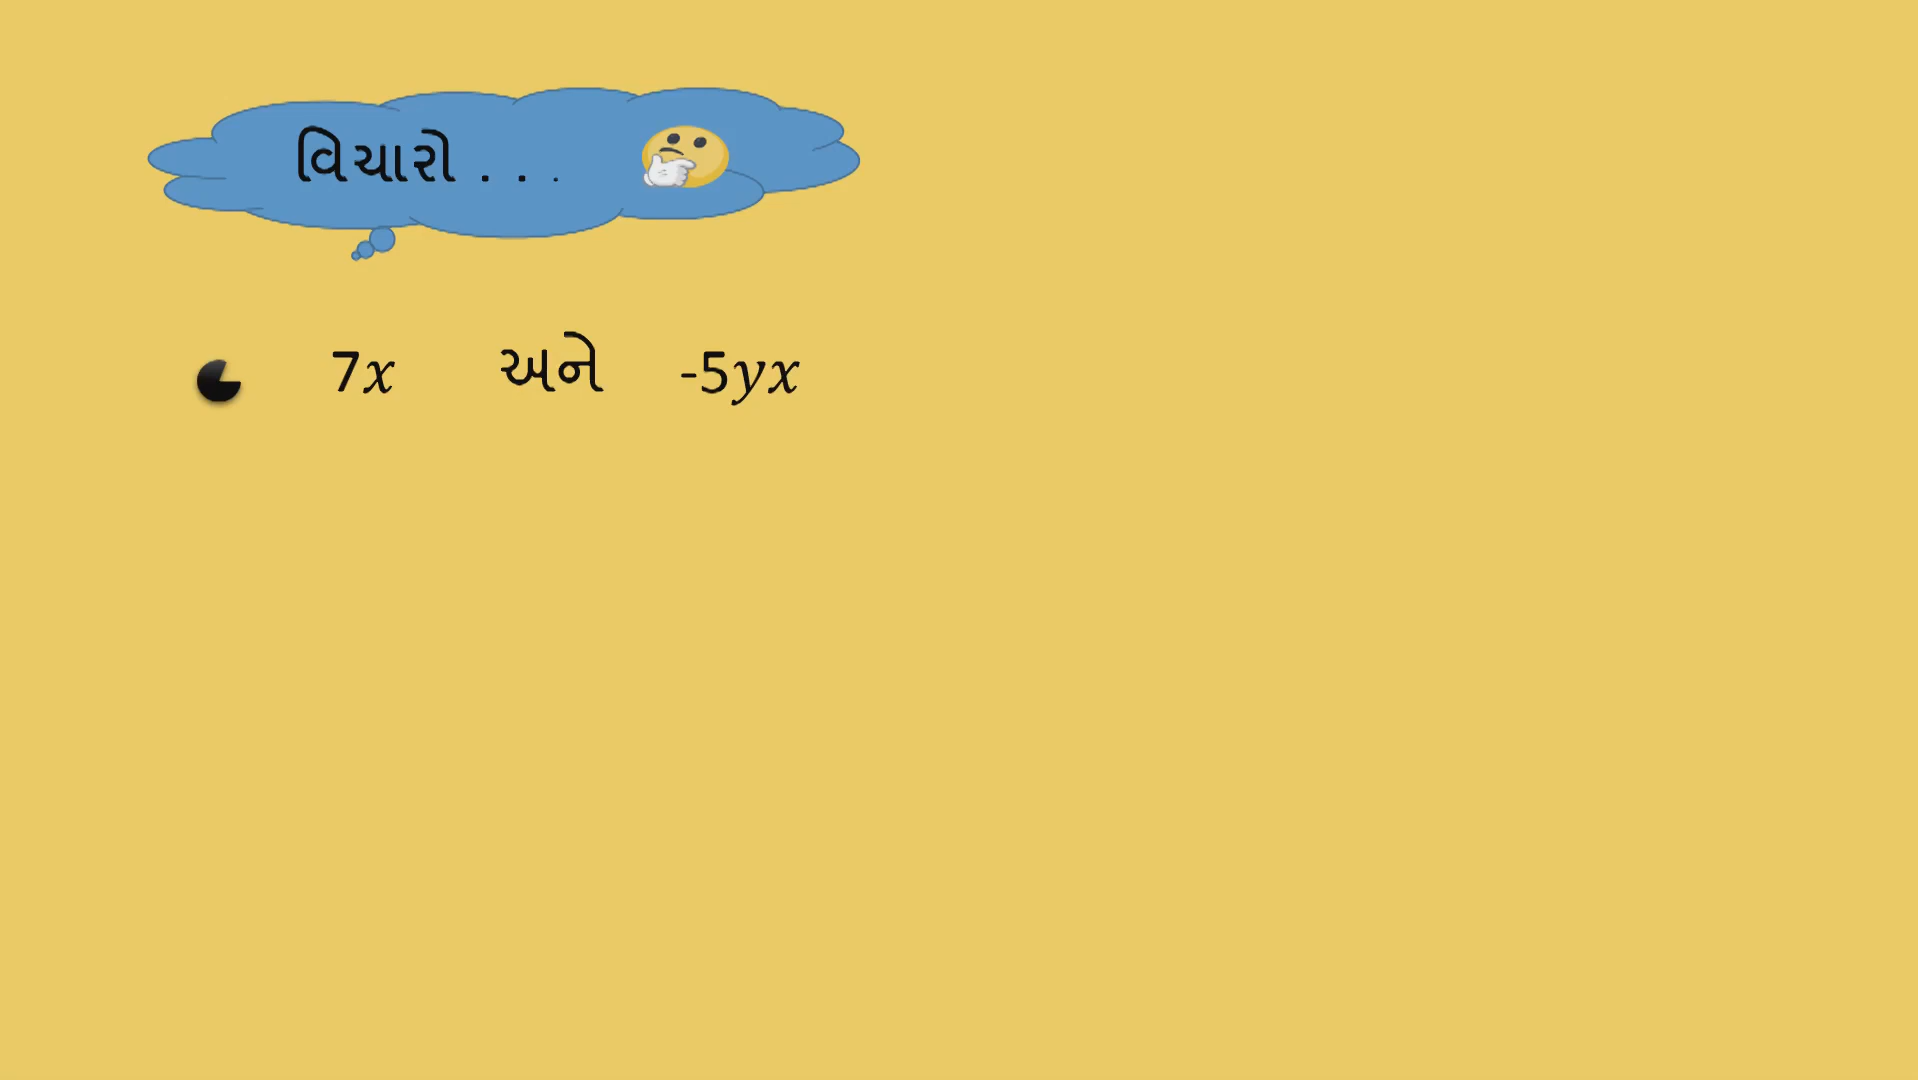 વિચારો . . .
7x અને -5yx